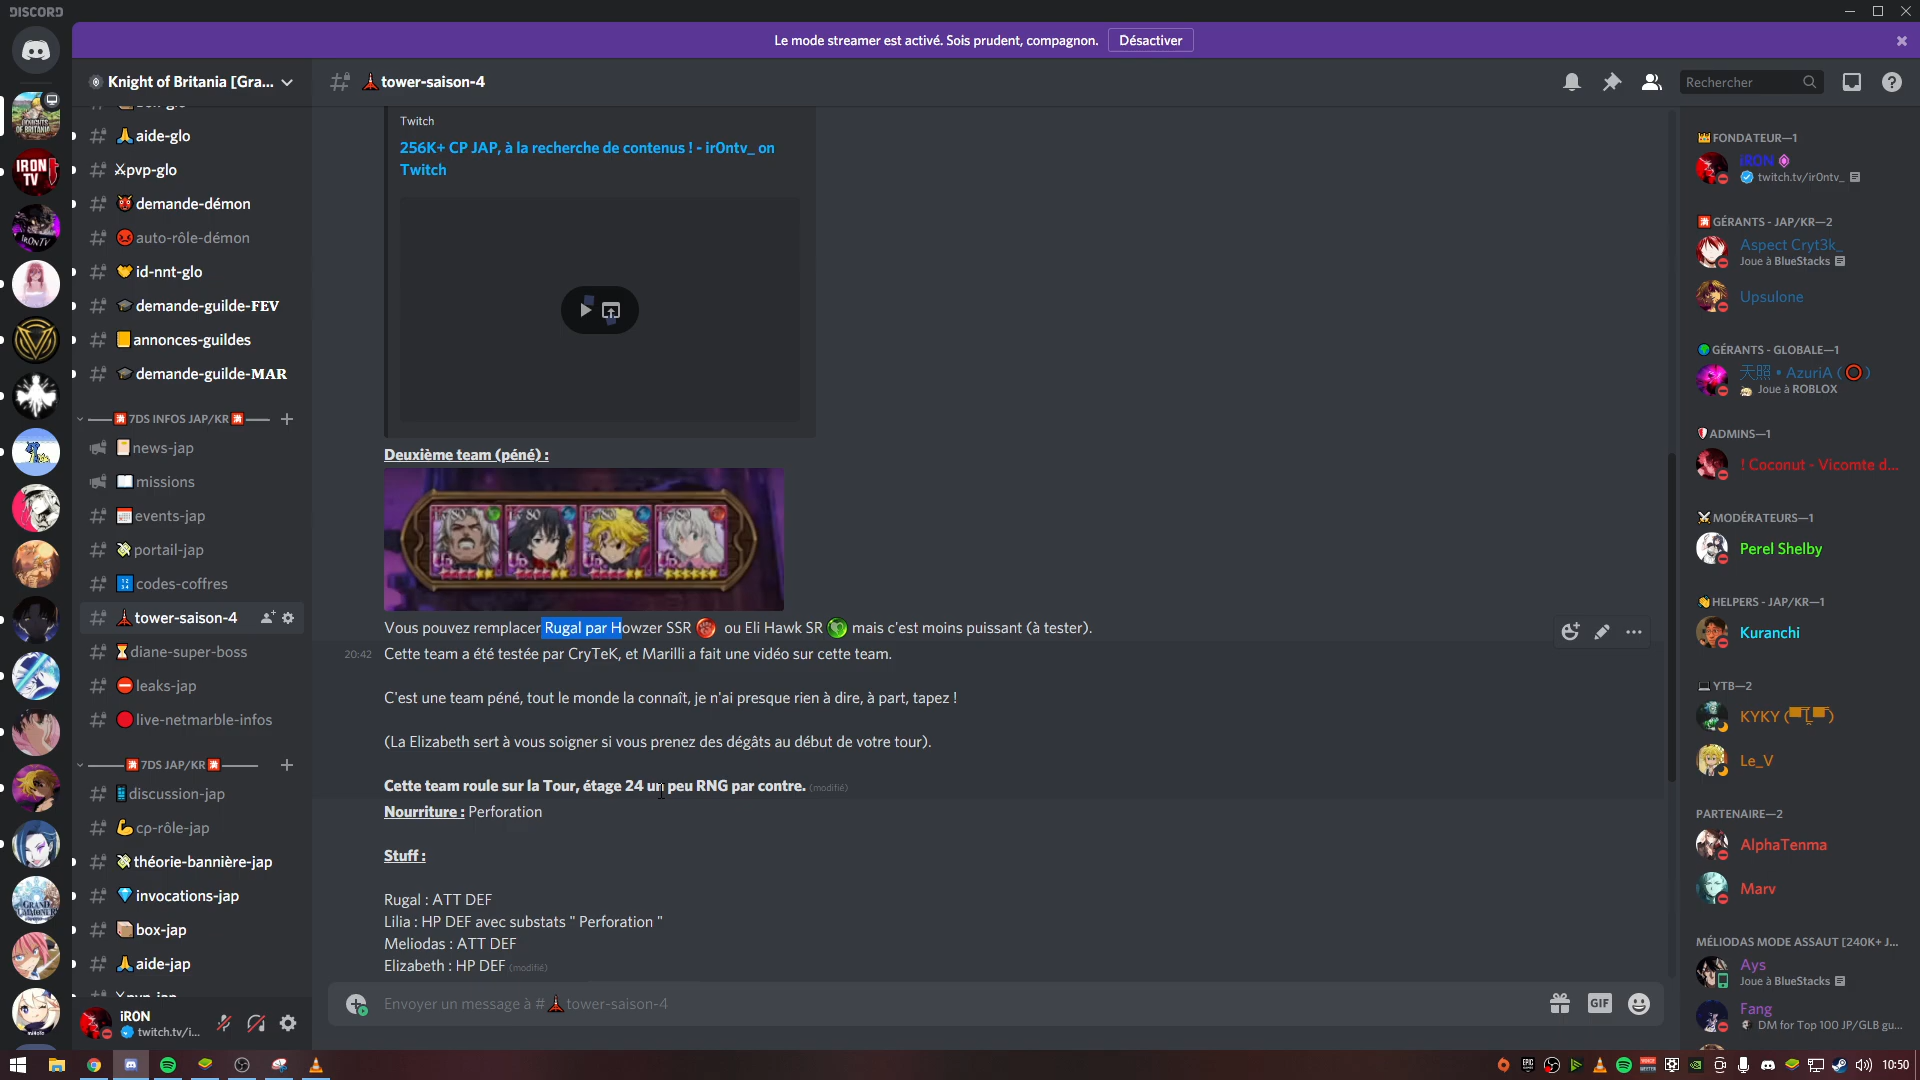 DISCORD
Le mode streamer est activé. Sois prudent, compagnon.
Désactiver
Knight of Britania [Gra...
aide-glo
pvp-glo
demande-démon
auto-rôle-démon
id-nnt-glo
demande-guilde-FEV
annonces-guildes
demande-guilde-MAR
7DS INFOS JAP/KR
news-jap
missions
events-jap
portail-jap
codes-coffres
tower-saison-4
diane-super-boss
leaks-jap
live-netmarble-infos
7DS JAP/KR
discussion-jap
cp-rôle-jap
théorie-bannière-jap
invocations-jap
box-jap
aide-jap
iRON
twitch.tv/i...
tower-saison-4
Rechercher
Twitch
256K+ CP JAP, à la recherche de contenus ! - ir0ntv_ on
Twitch
Deuxième team (péné) :
Vous pouvez remplacer Rugal par Howzer SSR ou Eli Hawk SR mais c'est moins puissant (à tester).
20:42 Cette team a été testée par CryTeK, et Marilli a fait une vidéo sur cette team.
C'est une team péné, tout le monde la connaît, je n'ai presque rien à dire, à part, tapez !
(La Elizabeth sert à vous soigner si vous prenez des dégâts au début de votre tour).
Cette team roule sur la Tour, étage 24 un peu RNG par contre. (modifié)
Nourriture : Perforation
Stuff :
Rugal : ATT DEF
Lilia : HP DEF avec substats " Perforation "
Meliodas : ATT DEF
Elizabeth : HP DEF (modifié)
Envoyer un message à # tower-saison-4
GIF
FONDATEUR—1
iRON
twitch.tv/ir0ntv_
GÉRANTS - JAP/KR—2
Aspect Cryt3k_
Joue à BlueStacks
Upsulone
GÉRANTS - GLOBALE—1
天照 • AzuriA (⭕)
Joue à ROBLOX
ADMINS—1
! Coconut - Vicomte d...
MODÉRATEURS—1
Perel Shelby
HELPERS - JAP/KR—1
Kuranchi
YTB—2
KYKY
Le_V
PARTENAIRE—2
AlphaTenma
Marv
MÉLIODAS MODE ASSAUT [240K+ J...
Ays
Joue à BlueStacks
Fang
DM for Top 100 JP/GLB gu...
10:50